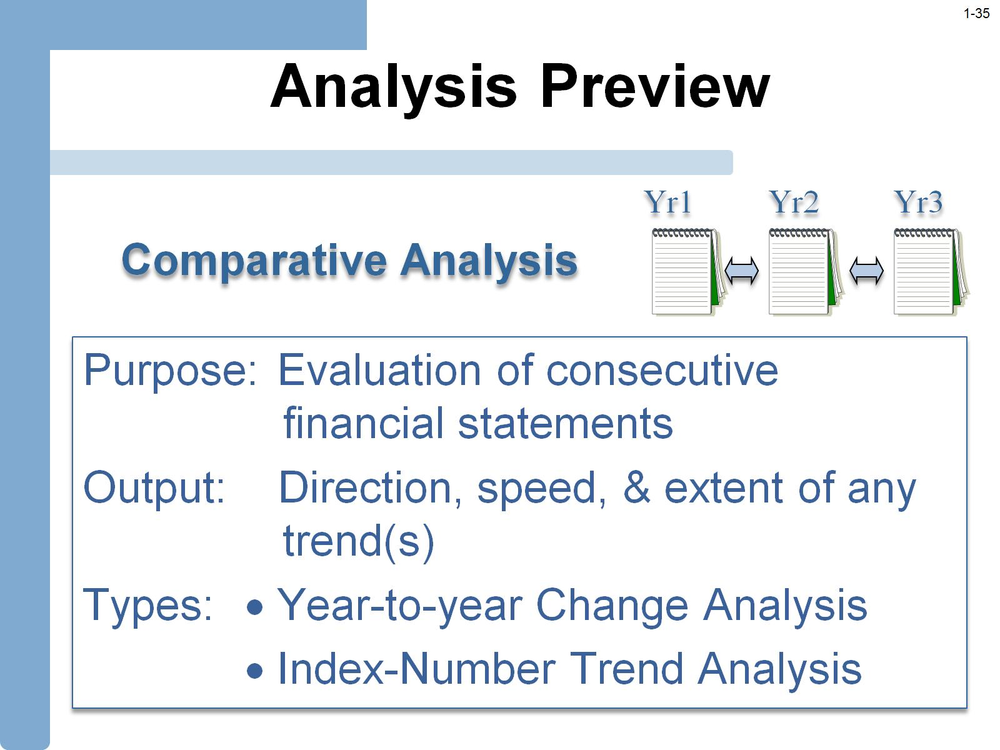 1-35
Analysis Preview
Yr1 Yr2 Yr3
Comparative Analysis
Purpose: Evaluation of consecutive
financial statements
Output: Direction, speed, & extent of any
trend(s)
Types: • Year-to-year Change Analysis
• Index-Number Trend Analysis